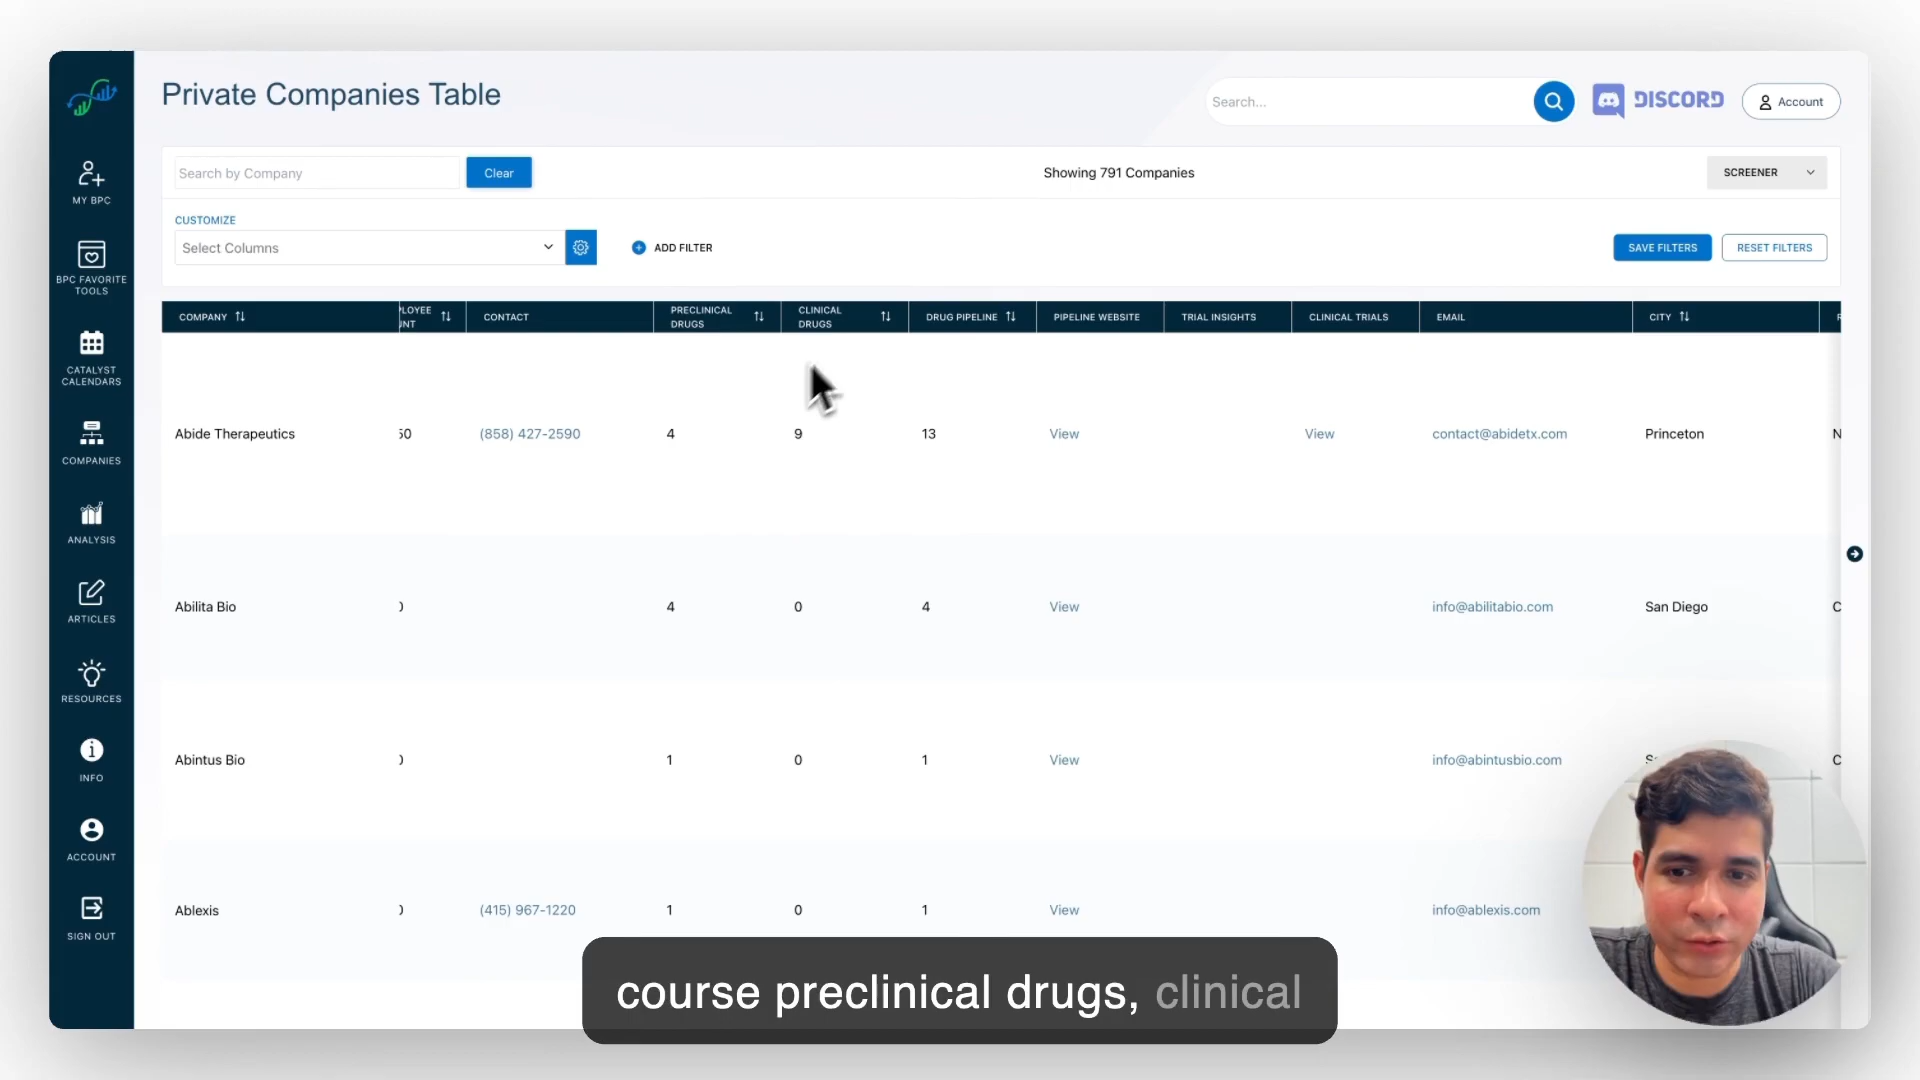 Private Companies Table
Search...
DISCORD
Account
MY BPC
BPC FAVORITE
TOOLS
CATALYST
CALENDARS
COMPANIES
ANALYSIS
ARTICLES
RESOURCES
INFO
ACCOUNT
SIGN OUT
Search by Company
Clear
Showing 791 Companies
SCREENER
CUSTOMIZE
Select Columns
ADD FILTER
SAVE FILTERS
RESET FILTERS
COMPANY
CONTACT
PRECLINICAL
DRUGS
CLINICAL
DRUGS
DRUG PIPELINE
PIPELINE WEBSITE
TRIAL INSIGHTS
CLINICAL TRIALS
EMAIL
CITY
Abide Therapeutics 50 (858) 427-2590 4 9 13 View View contact@abidetx.com Princeton N
Abilita Bio 4 0 4 View info@abilitabio.com San Diego C
Abintus Bio 1 0 1 View info@abintusbio.com C
Ablexis (415) 967-1220 1 0 1 View info@ablexis.com
course preclinical drugs, clinical